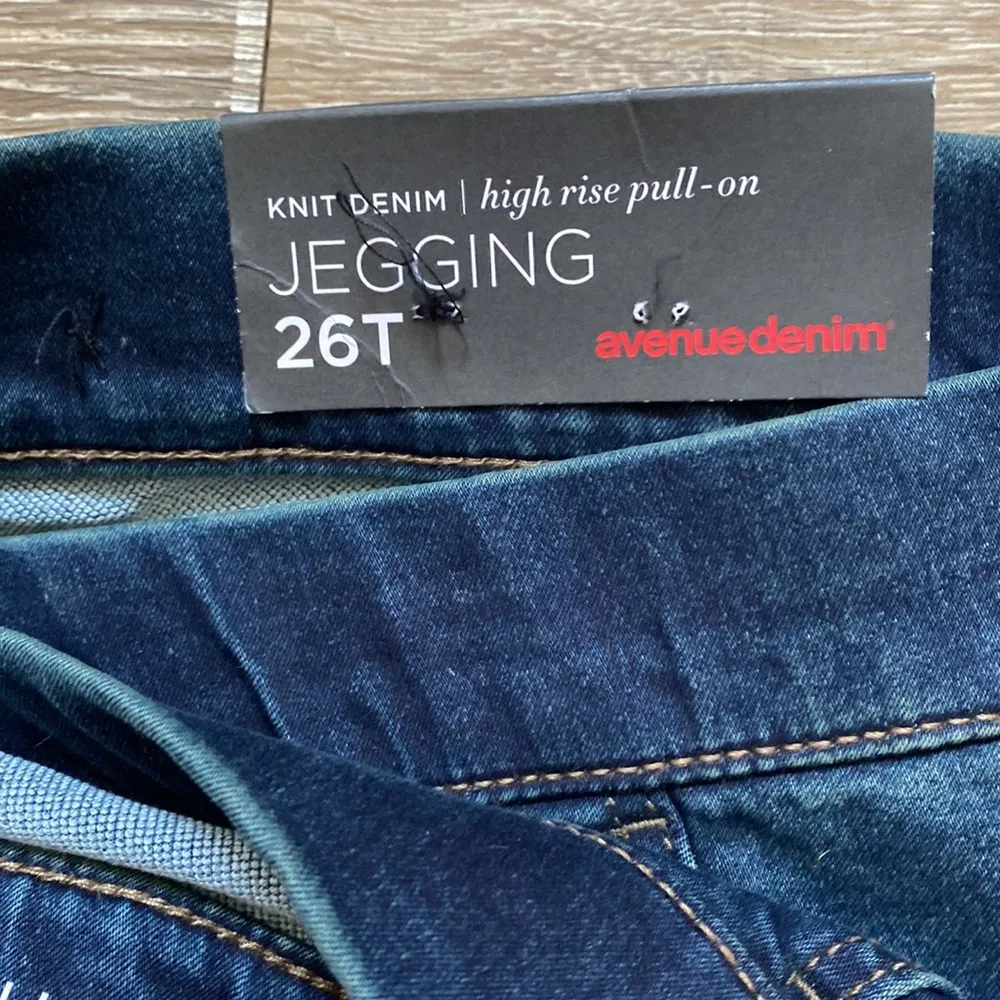 KNIT DENIM | high rise pull-on
JEGGING
26T
avenuedenim®